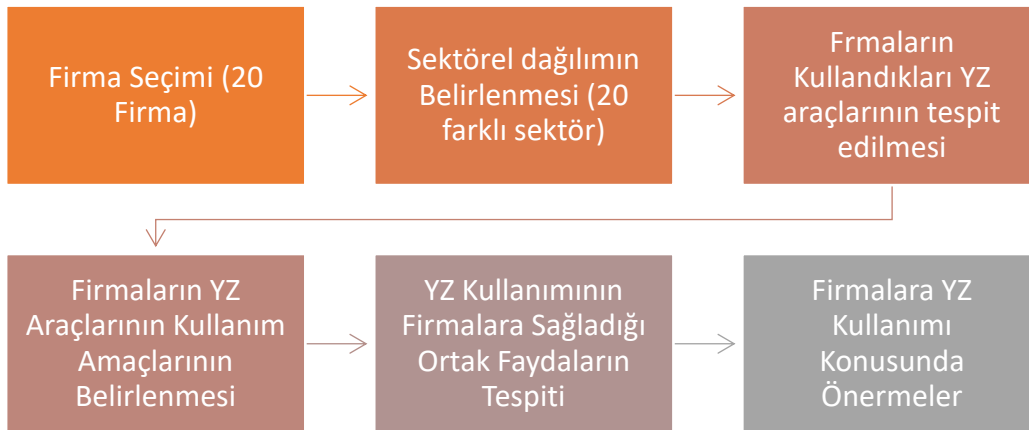 Firma Seçimi (20
Firma)
Sektörel dağılımın
Belirlenmesi (20
farklı sektör)
Frmaların
Kullandıkları YZ
araçlarının tespit
edilmesi
Firmaların YZ
Araçlarının Kullanım
Amaçlarının
Belirlenmesi
YZ Kullanımının
Firmalara Sağladığı
Ortak Faydaların
Tespiti
Firmalara YZ
Kullanımı
Konusunda
Önermeler